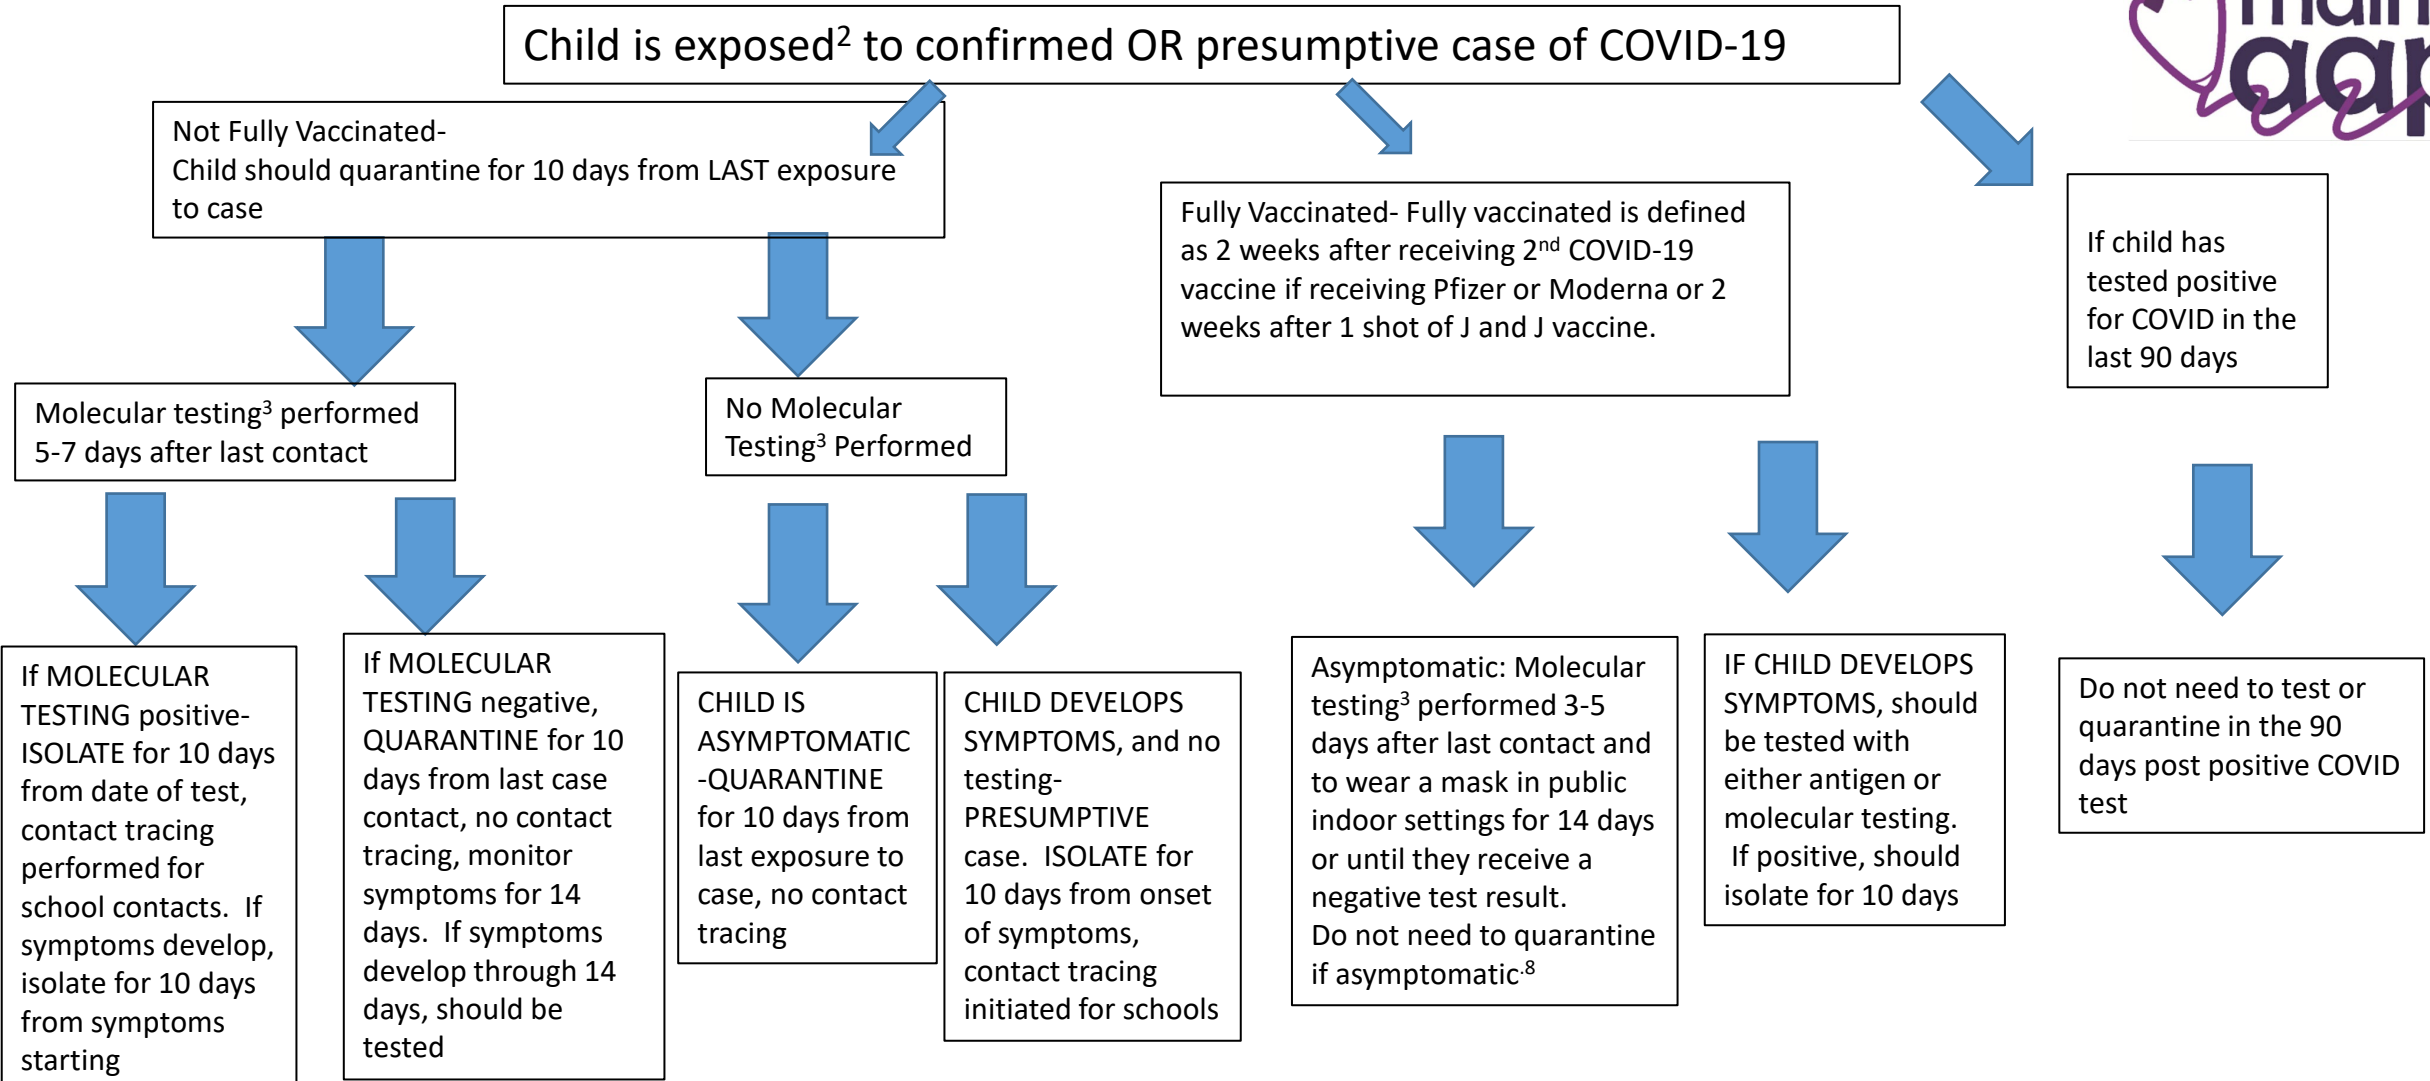 Child is exposed² to confirmed OR presumptive case of COVID-19
Not Fully Vaccinated-
Child should quarantine for 10 days from LAST exposure
to case
Fully Vaccinated- Fully vaccinated is defined
as 2 weeks after receiving 2ⁿᵈ COVID-19
vaccine if receiving Pfizer or Moderna or 2
weeks after 1 shot of J and J vaccine.
If child has
tested positive
for COVID in the
last 90 days
Molecular testing³ performed
5-7 days after last contact
No Molecular
Testing³ Performed
If MOLECULAR
TESTING positive-
ISOLATE for 10 days
from date of test,
contact tracing
performed for
school contacts.  If
symptoms develop,
isolate for 10 days
from symptoms
starting
If MOLECULAR
TESTING negative,
QUARANTINE for 10
days from last case
contact, no contact
tracing, monitor
symptoms for 14
days.  If symptoms
develop through 14
days, should be
tested
CHILD IS
ASYMPTOMATIC
-QUARANTINE
for 10 days from
last exposure to
case, no contact
tracing
CHILD DEVELOPS
SYMPTOMS, and no
testing-
PRESUMPTIVE
case.  ISOLATE for
10 days from onset
of symptoms,
contact tracing
initiated for schools
Asymptomatic: Molecular
testing³ performed 3-5
days after last contact and
to wear a mask in public
indoor settings for 14 days
or until they receive a
negative test result.
Do not need to quarantine
if asymptomatic.⁸
IF CHILD DEVELOPS
SYMPTOMS, should
be tested with
either antigen or
molecular testing.
If positive, should
isolate for 10 days
Do not need to test or
quarantine in the 90
days post positive COVID
test